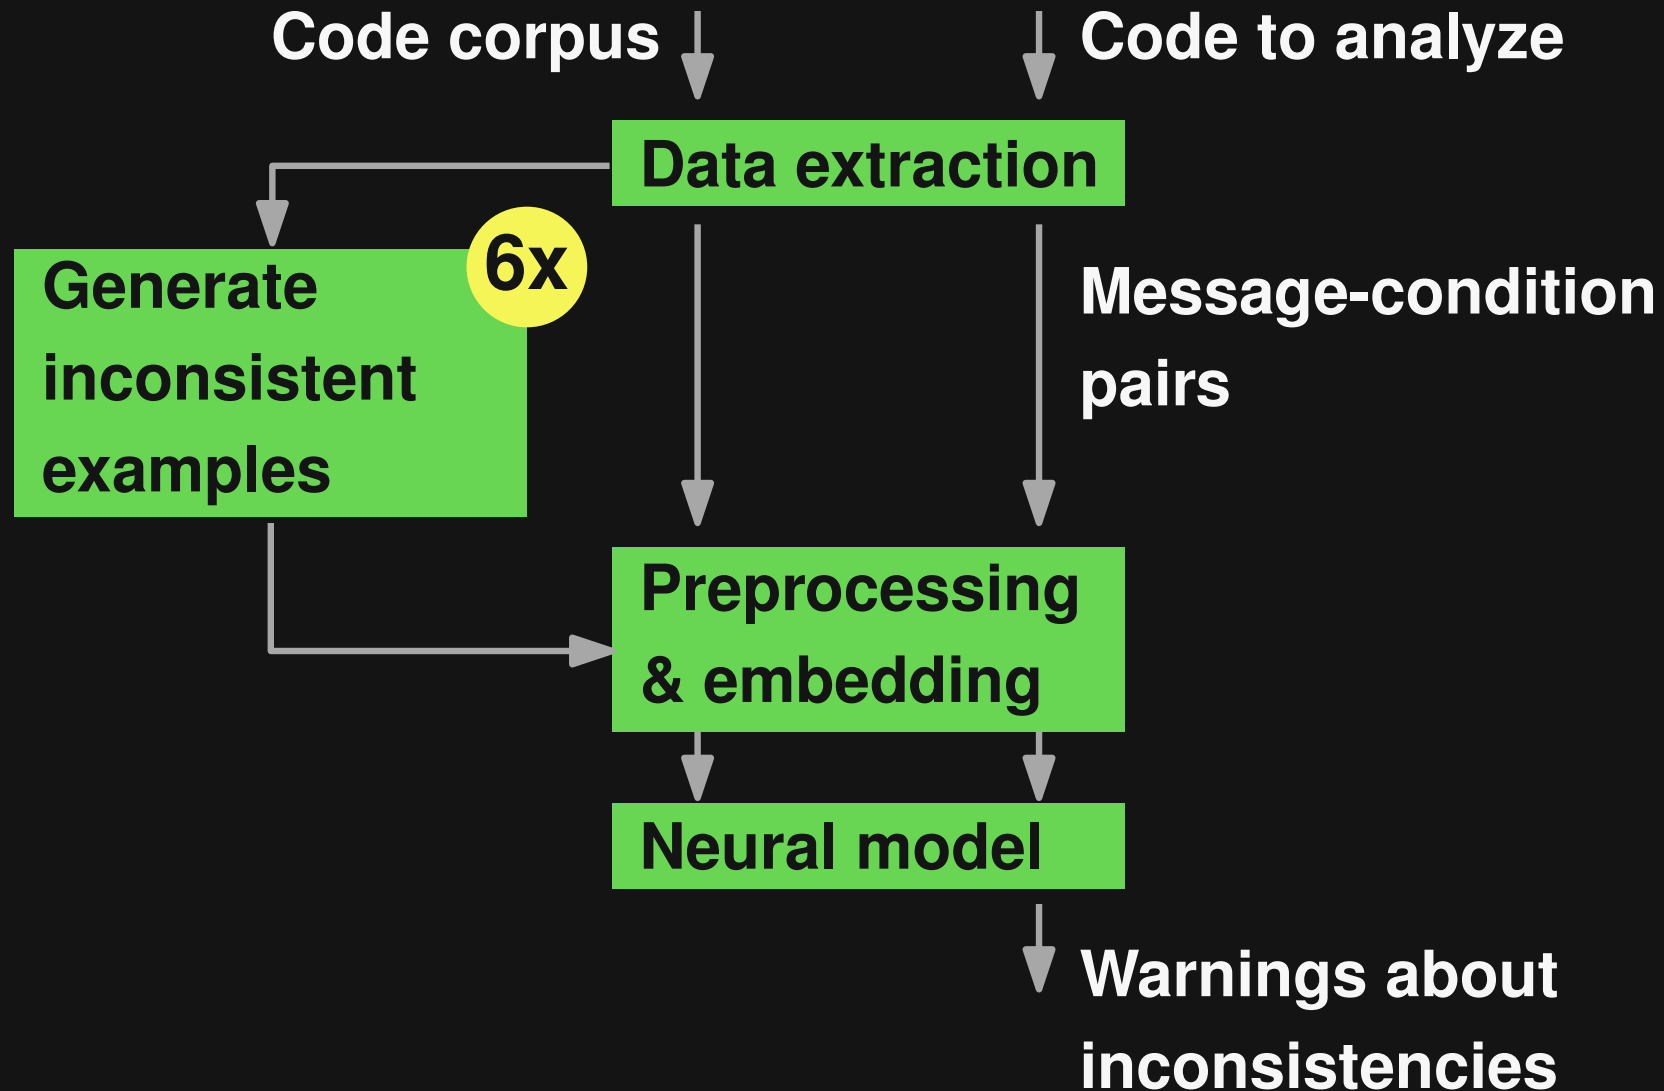 Code corpus
Code to analyze
Data extraction
6x
Generate
inconsistent
examples
Message-condition
pairs
Preprocessing
& embedding
Neural model
Warnings about
inconsistencies